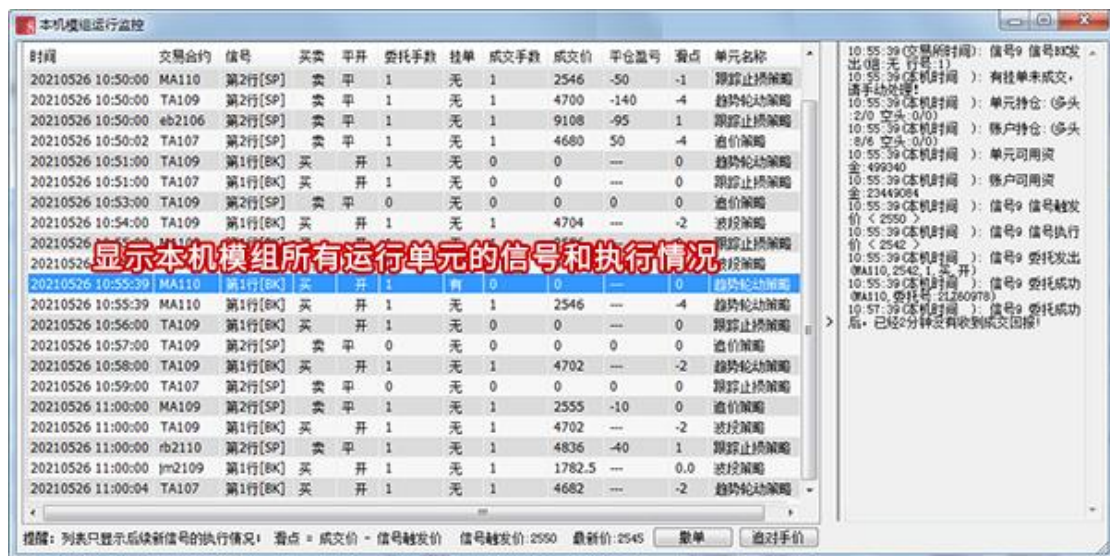 本机模组运行监控
时间 交易合约 信号 买卖 平开 委托手数 挂单 成交手数 成交价 平仓盈亏 滑点 单元名称
20210526 10:50:00 MA110 第2行[SP] 卖 平 1 无 1 2546 -50 -1 跟踪止损策略
20210526 10:50:00 TA109 第2行[SP] 卖 平 1 无 1 4700 -140 -4 趋势轮动策略
20210526 10:50:00 eb2106 第2行[SP] 卖 平 1 无 1 9108 -95 1 跟踪止损策略
20210526 10:50:02 TA107 第2行[SP] 卖 平 1 无 1 4680 50 -4 追价策略
20210526 10:51:00 TA109 第1行[BK] 买 开 1 无 0 0 --- 0 趋势轮动策略
20210526 10:51:00 TA107 第1行[BK] 买 开 1 无 0 0 --- 0 跟踪止损策略
20210526 10:53:00 TA109 第2行[SP] 卖 平 0 无 0 0 0 0 追价策略
20210526 10:54:00 TA109 第1行[BK] 买 开 1 无 1 4704 --- -2 波段策略
显示本机模组所有运行单元的信号和执行情况
20210526 10:55:39 MA110 第1行[BK] 买 开 1 有 0 0 --- 0 趋势轮动策略
20210526 10:55:39 MA110 第1行[BK] 买 开 1 无 1 2546 --- -4 趋势轮动策略
20210526 10:56:00 TA109 第1行[BK] 买 开 1 无 0 0 --- 0 跟踪止损策略
20210526 10:57:00 TA109 第2行[SP] 卖 平 0 无 0 0 0 0 追价策略
20210526 10:58:00 TA109 第1行[BK] 买 开 1 无 1 4702 --- -2 趋势轮动策略
20210526 10:59:00 TA107 第2行[SP] 卖 平 0 无 0 0 0 0 跟踪止损策略
20210526 11:00:00 MA109 第2行[SP] 卖 平 1 无 1 2555 -10 0 追价策略
20210526 11:00:00 TA109 第1行[BK] 买 开 1 无 1 4702 --- -2 波段策略
20210526 11:00:00 rb2110 第2行[SP] 卖 平 1 无 1 4836 -40 1 跟踪止损策略
20210526 11:00:00 jm2109 第1行[BK] 买 开 1 无 1 1782.5 --- 0.0 波段策略
20210526 11:00:04 TA107 第1行[BK] 买 开 1 无 1 4682 --- -2 趋势轮动策略
10:55:39(交易所时间): 信号9 信号BK发
出(组:无 行号:1)
10:55:39(本机时间 ): 有挂单未成交,
请手动处理!
10:55:39(本机时间 ): 单元持仓:(多头
:2/0 空头:0/0)
10:55:39(本机时间 ): 账户持仓:(多头
:8/6 空头:0/0)
10:55:39(本机时间 ): 单元可用资
金:499340
10:55:39(本机时间 ): 账户可用资
金:23449084
10:55:39(本机时间 ): 信号9 信号触发
价 < 2550 >
10:55:39(本机时间 ): 信号9 信号执行
价 < 2542 >
10:55:39(本机时间 ): 信号9 委托发出
(MA110,2542,1,买,开)
10:55:39(本机时间 ): 信号9 委托成功
(MA110,委托号:21Z60978)
10:57:39(本机时间 ): 信号9 委托成功
后,已经2分钟没有收到成交回报!
提醒: 列表只显示后续新信号的执行情况! 滑点 = 成交价 - 信号触发价 信号触发价:2550 最新价:2545 撤单 追对手价